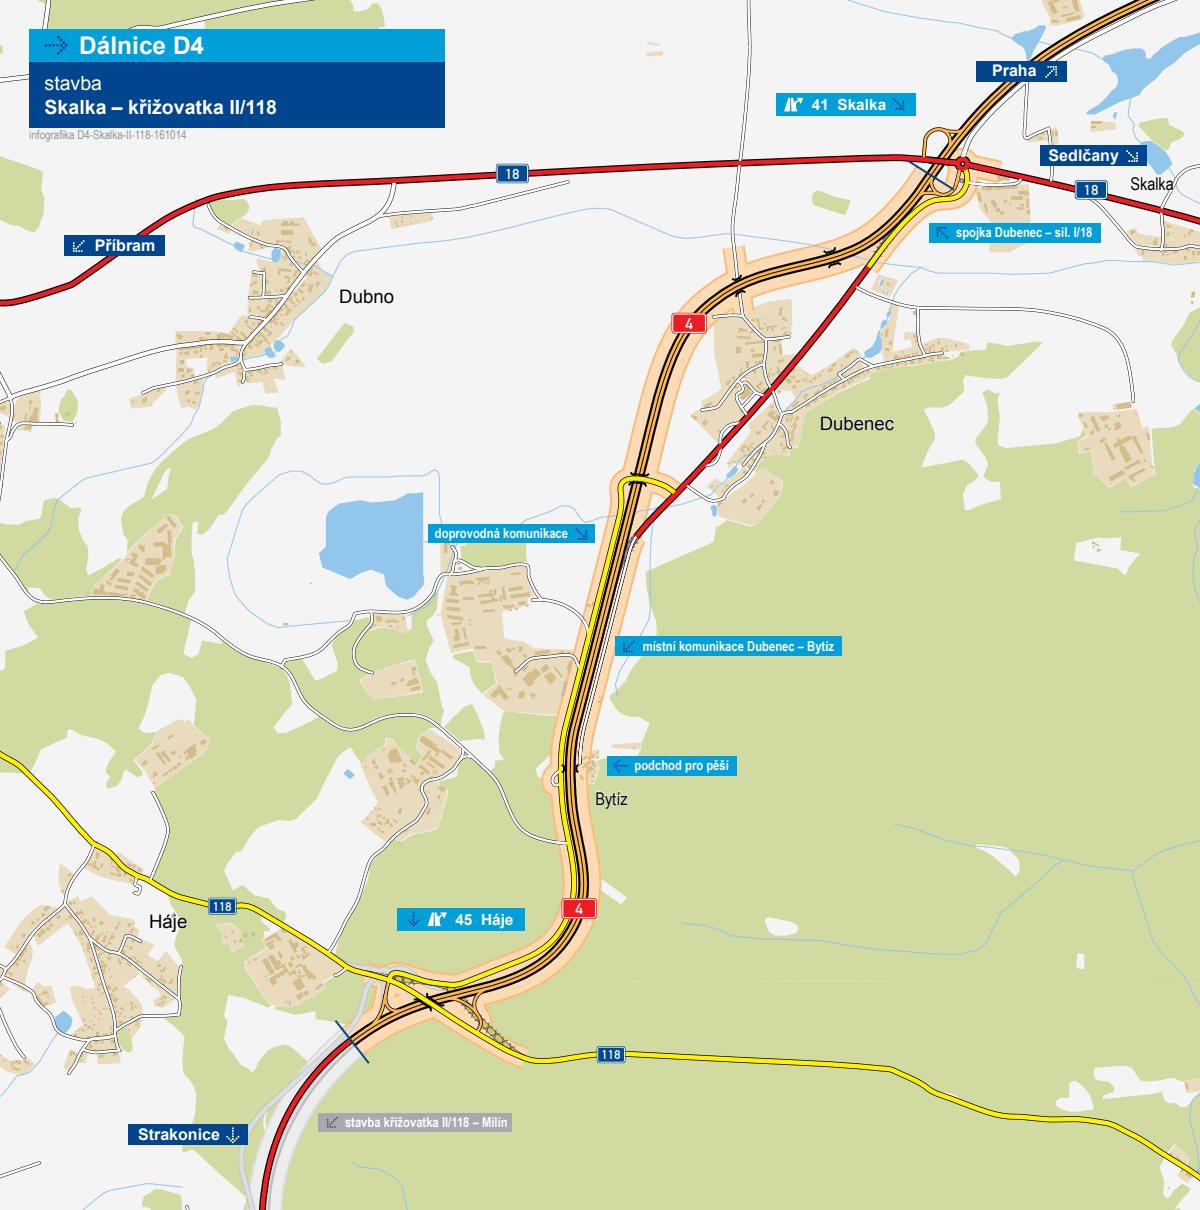 Dálnice D4
stavba
Skalka – křižovatka II/118
infografika D4-Skalka-II-118-161014
Praha
41 Skalka
Sedlčany
18
18
Skalka
Příbram
spojka Dubenec – sil. I/18
Dubno
4
Dubenec
doprovodná komunikace
místní komunikace Dubenec – Bytíz
podchod pro pěší
Bytíz
118
4
45 Háje
Háje
118
stavba křižovatka II/118 – Milín
Strakonice